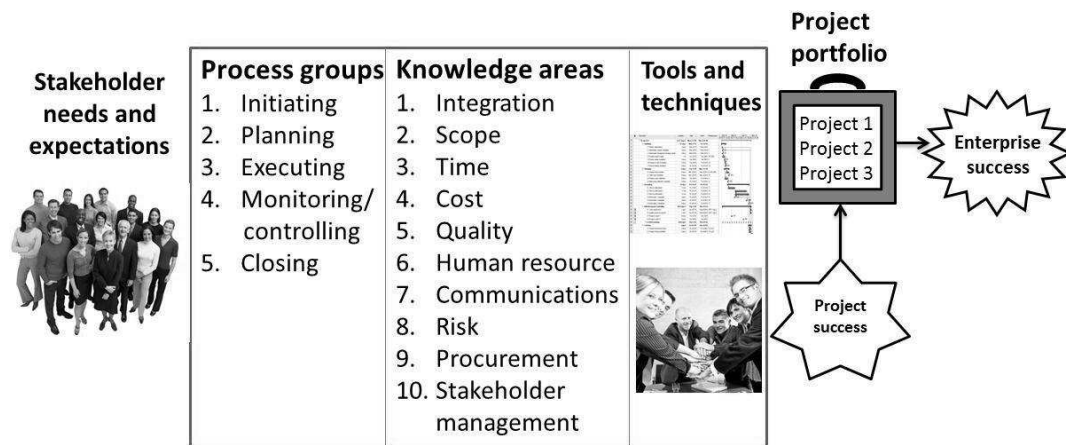 Stakeholder
needs and
expectations
Process groups
1. Initiating
2. Planning
3. Executing
4. Monitoring/
controlling
5. Closing
Knowledge areas
1. Integration
2. Scope
3. Time
4. Cost
5. Quality
6. Human resource
7. Communications
8. Risk
9. Procurement
10. Stakeholder
management
Tools and
techniques
Project
portfolio
Project 1
Project 2
Project 3
Enterprise
success
Project
success